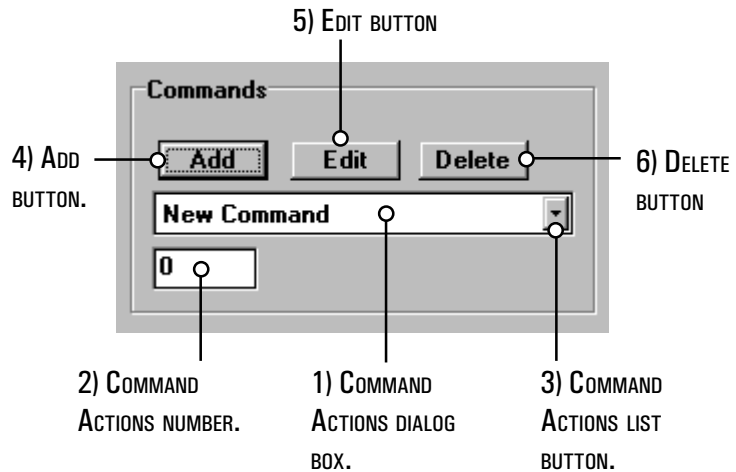 5) EDIT BUTTON
Commands
4) ADD
BUTTON.
Add
Edit
Delete
6) DELETE
BUTTON
New Command
0
2) COMMAND
ACTIONS NUMBER.
1) COMMAND
ACTIONS DIALOG
BOX.
3) COMMAND
ACTIONS LIST
BUTTON.